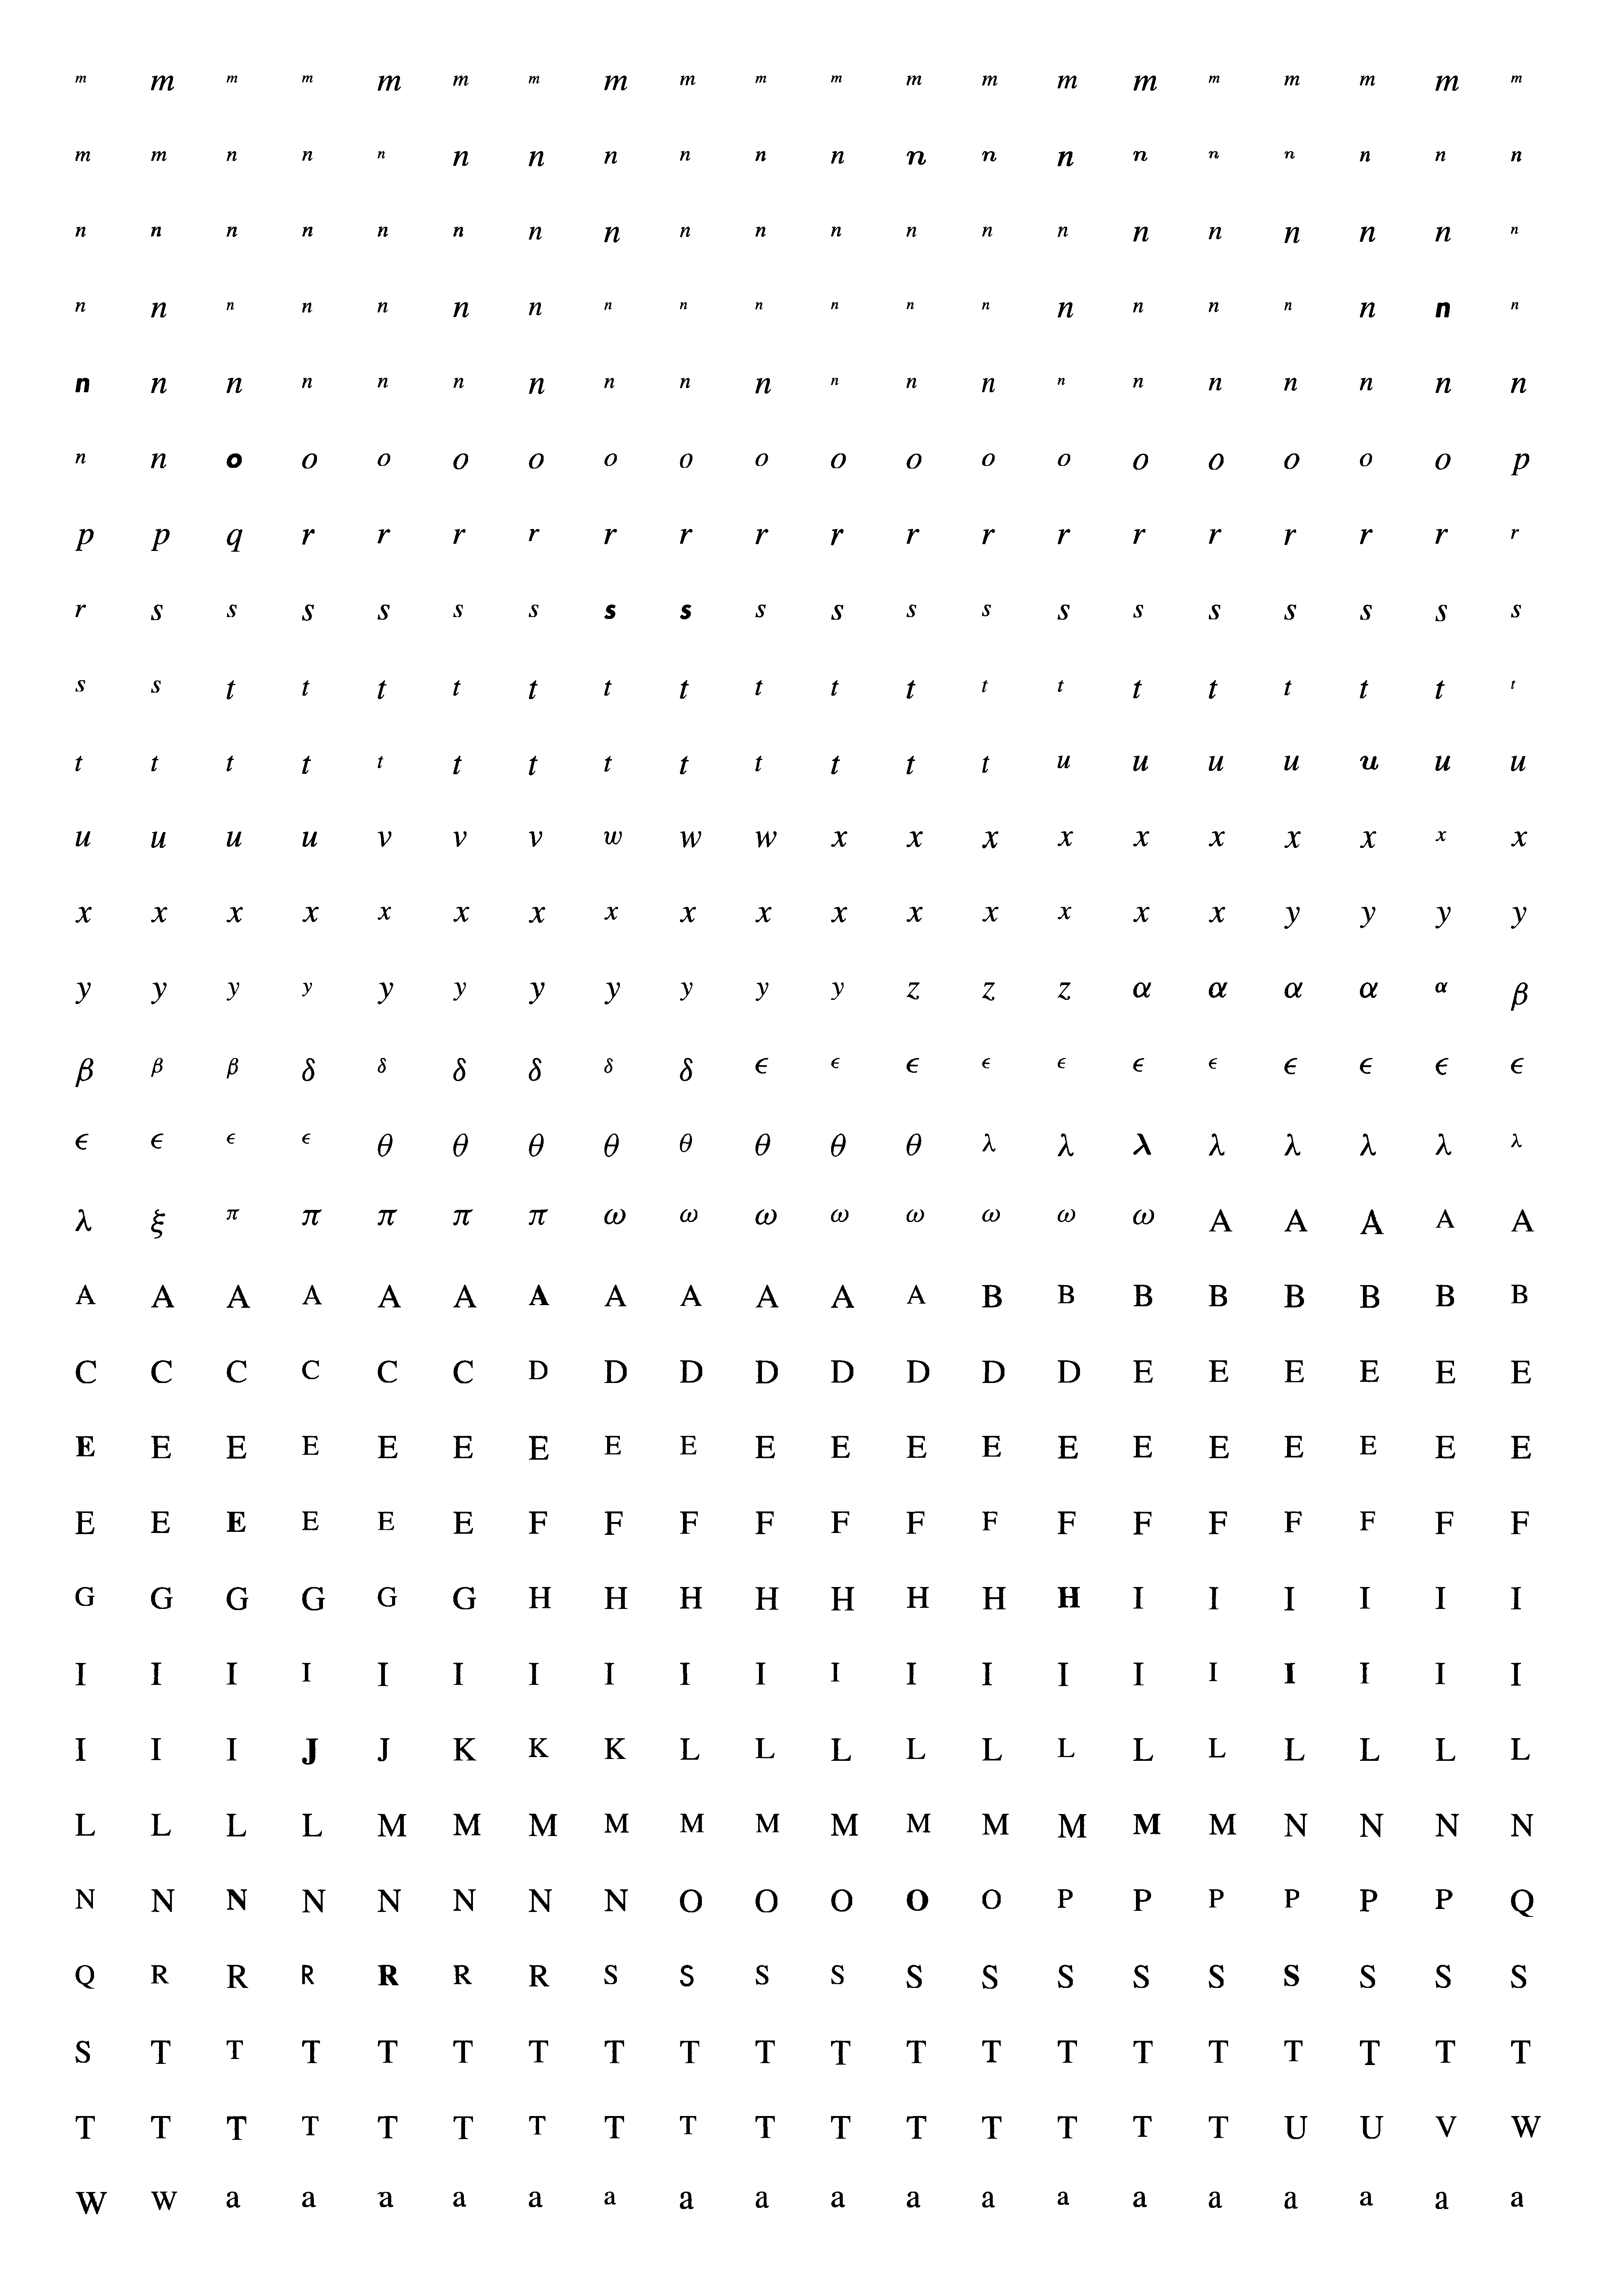 m m m m m m m m m m m m m m m m m m m m
m m n n n n n n n n n n n n n n n n n n
n n n n n n n n n n n n n n n n n n n n
n n n n n n n n n n n n n n n n n n n n
n n n n n n n n n n n n n n n n n n n n
n n o o o o o o o o o o o o o o o o o p
p p q r r r r r r r r r r r r r r r r r
r s s s s s s s s s s s s s s s s s s s
s s t t t t t t t t t t t t t t t t t t
t t t t t t t t t t t t t u u u u u u u
u u u u v v v w w w x x x x x x x x x x
x x x x x x x x x x x x x x x x y y y y
y y y y y y y y y y y z z z α α α α α β
β β β δ δ δ δ δ δ ϵ ϵ ϵ ϵ ϵ ϵ ϵ ϵ ϵ ϵ ϵ
ϵ ϵ ϵ ϵ θ θ θ θ θ θ θ θ λ λ λ λ λ λ λ λ
λ ξ π π π π π ω ω ω ω ω ω ω ω A A A A A
A A A A A A A A A A A A B B B B B B B B
C C C C C C D D D D D D D D E E E E E E
E E E E E E E E E E E E E E E E E E E E
E E E E E E F F F F F F F F F F F F F F
G G G G G G H H H H H H H H I I I I I I
I I I I I I I I I I I I I I I I I I I I
I I I J J K K K L L L L L L L L L L L L
L L L L M M M M M M M M M M M M N N N N
N N N N N N N N O O O O O P P P P P P Q
Q R R R R R R S S S S S S S S S S S S S
S T T T T T T T T T T T T T T T T T T T
T T T T T T T T T T T T T T T T U U V W
W W a a a a a a a a a a a a a a a a a a